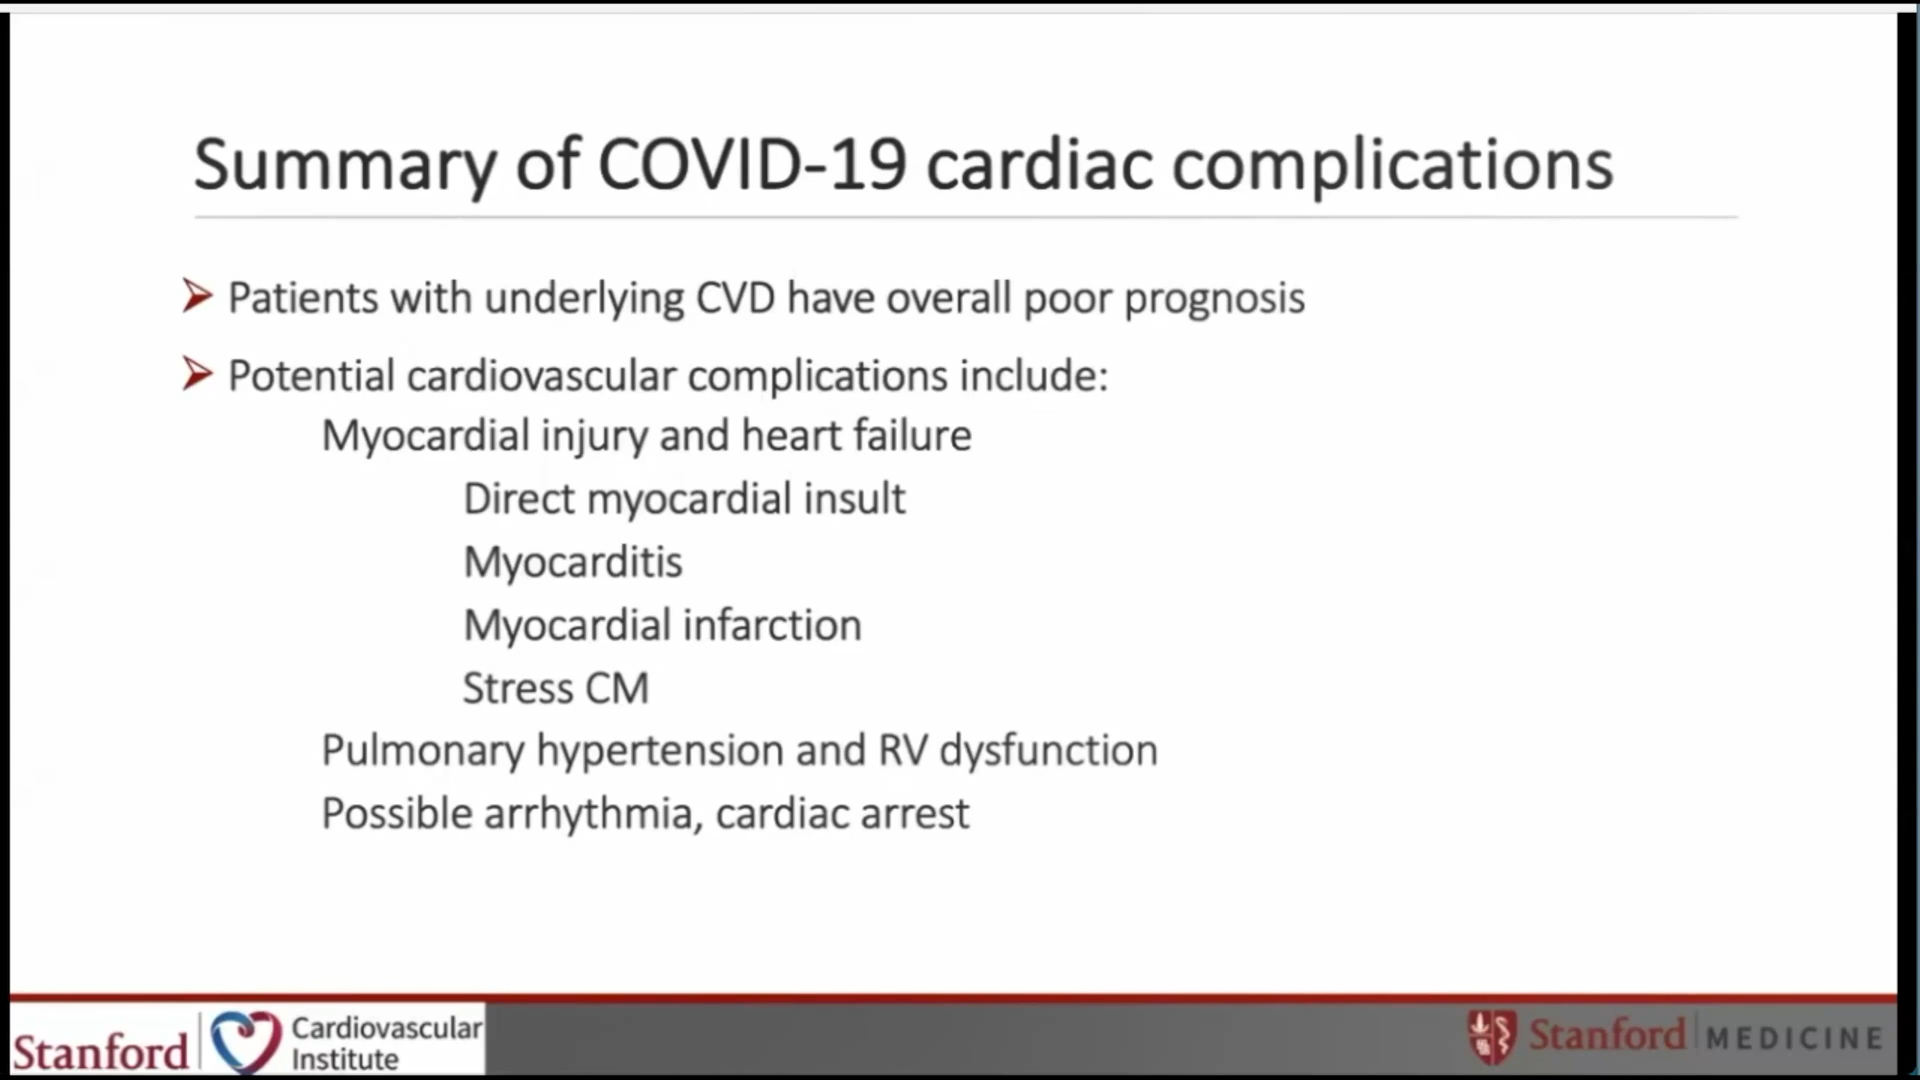 Summary of COVID-19 cardiac complications
Patients with underlying CVD have overall poor prognosis
Potential cardiovascular complications include:
Myocardial injury and heart failure
Direct myocardial insult
Myocarditis
Myocardial infarction
Stress CM
Pulmonary hypertension and RV dysfunction
Possible arrhythmia, cardiac arrest
Stanford Cardiovascular
Institute
Stanford MEDICINE